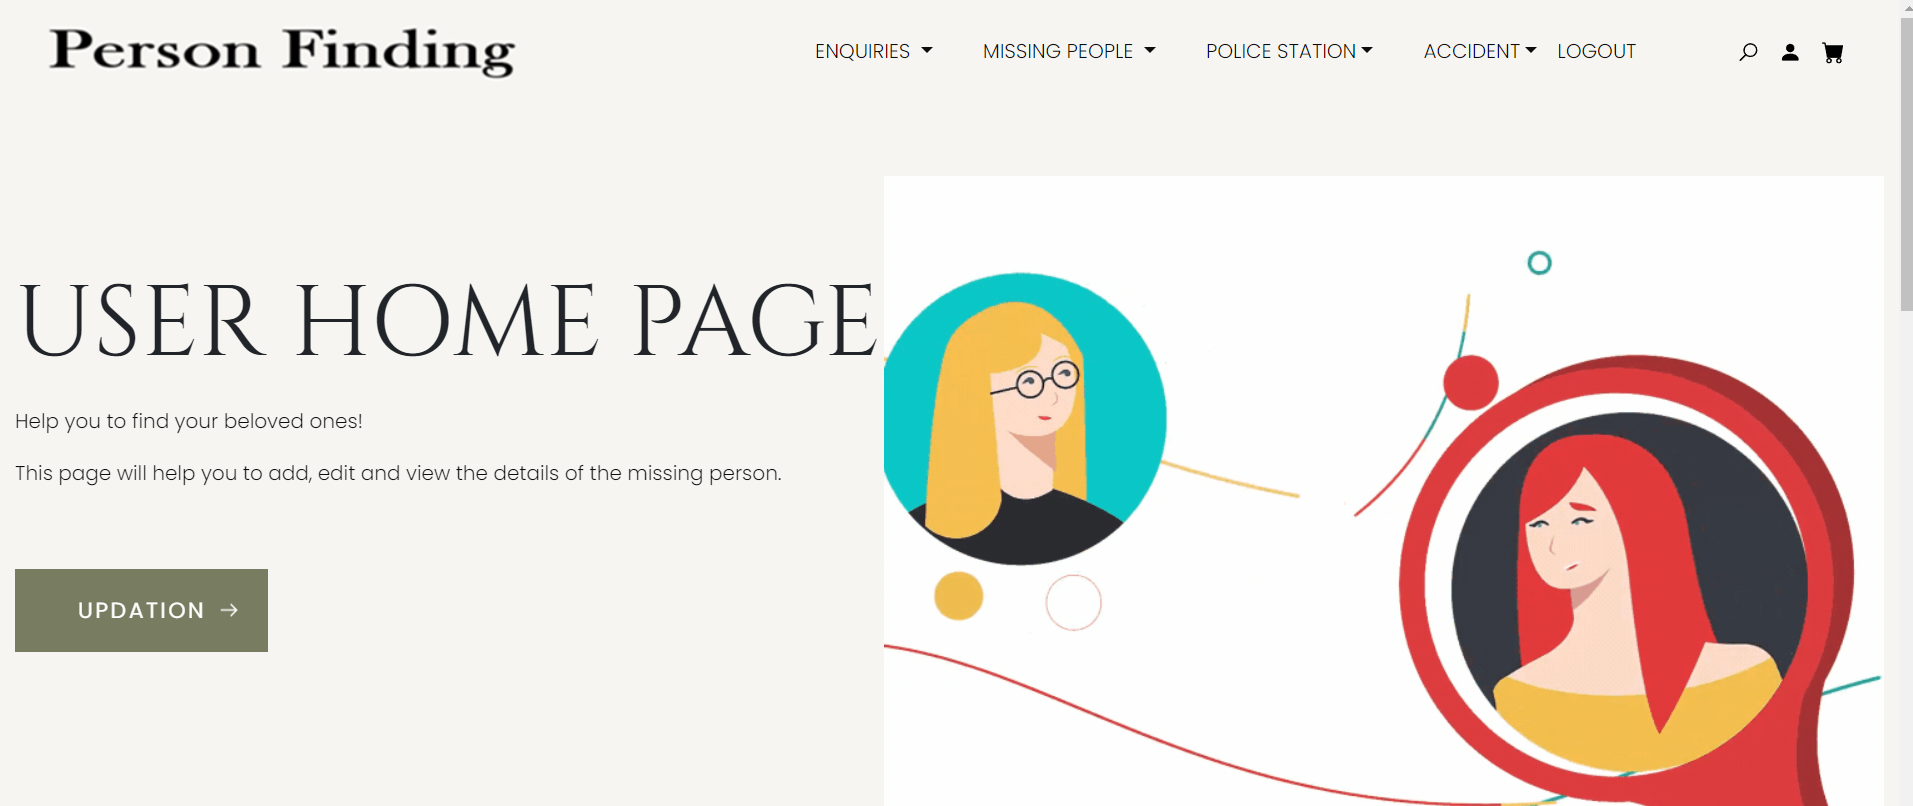 Person Finding
ENQUIRIES MISSING PEOPLE POLICE STATION ACCIDENT LOGOUT
USER HOME PAGE
Help you to find your beloved ones!
This page will help you to add, edit and view the details of the missing person.
UPDATION →